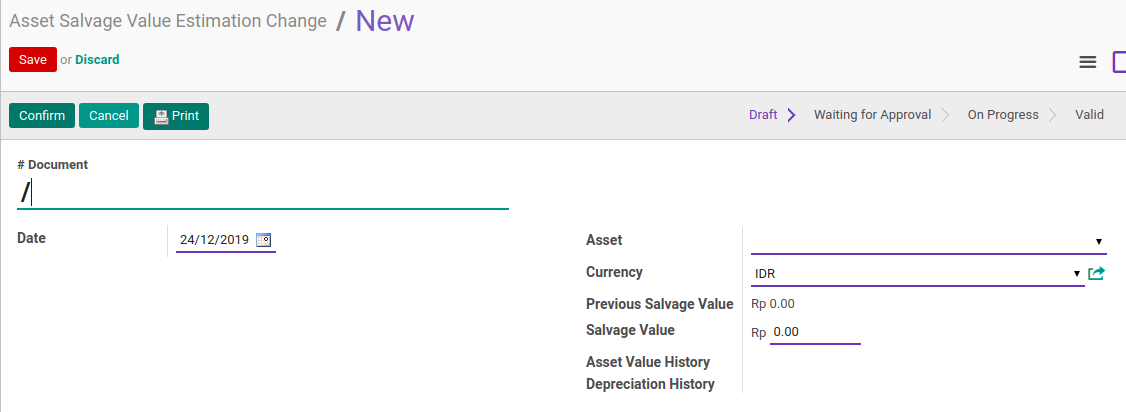 Asset Salvage Value Estimation Change / New
Save or Discard
Confirm Cancel Print Draft Waiting for Approval On Progress Valid
# Document
/
Date 24/12/2019
Asset
Currency IDR
Previous Salvage Value Rp 0.00
Salvage Value Rp 0.00
Asset Value History
Depreciation History